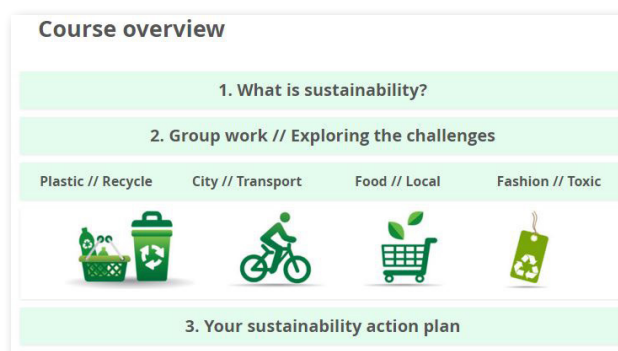 Course overview
1. What is sustainability?
2. Group work // Exploring the challenges
Plastic // Recycle City // Transport Food // Local Fashion // Toxic
3. Your sustainability action plan